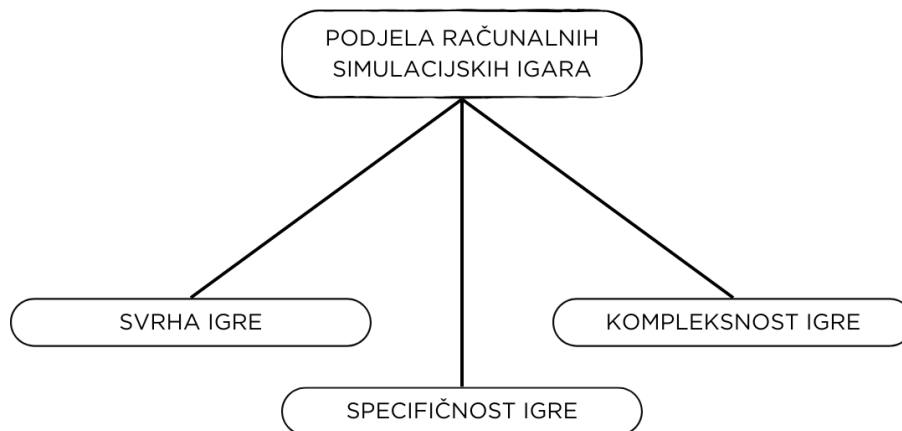 PODJELA RAČUNALNIH
SIMULACIJSKIH IGARA
SVRHA IGRE
KOMPLEKSNOST IGRE
SPECIFIČNOST IGRE